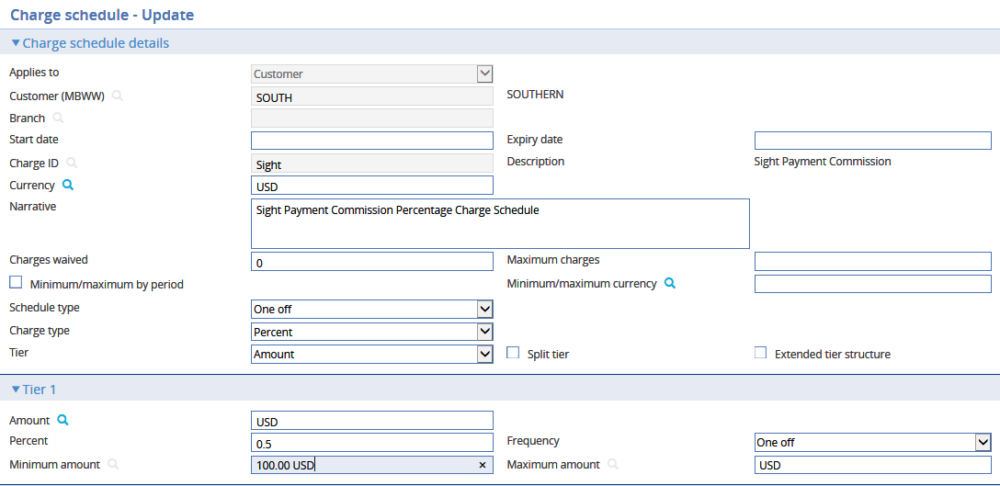 Charge schedule - Update
Charge schedule details
Applies to Customer
Customer (MBWW) SOUTH SOUTHERN
Branch
Start date Expiry date
Charge ID Sight Description Sight Payment Commission
Currency USD
Narrative Sight Payment Commission Percentage Charge Schedule
Charges waived 0 Maximum charges
Minimum/maximum by period Minimum/maximum currency
Schedule type One off
Charge type Percent
Tier Amount Split tier Extended tier structure
Tier 1
Amount USD
Percent 0.5 Frequency One off
Minimum amount 100.00 USD × Maximum amount USD